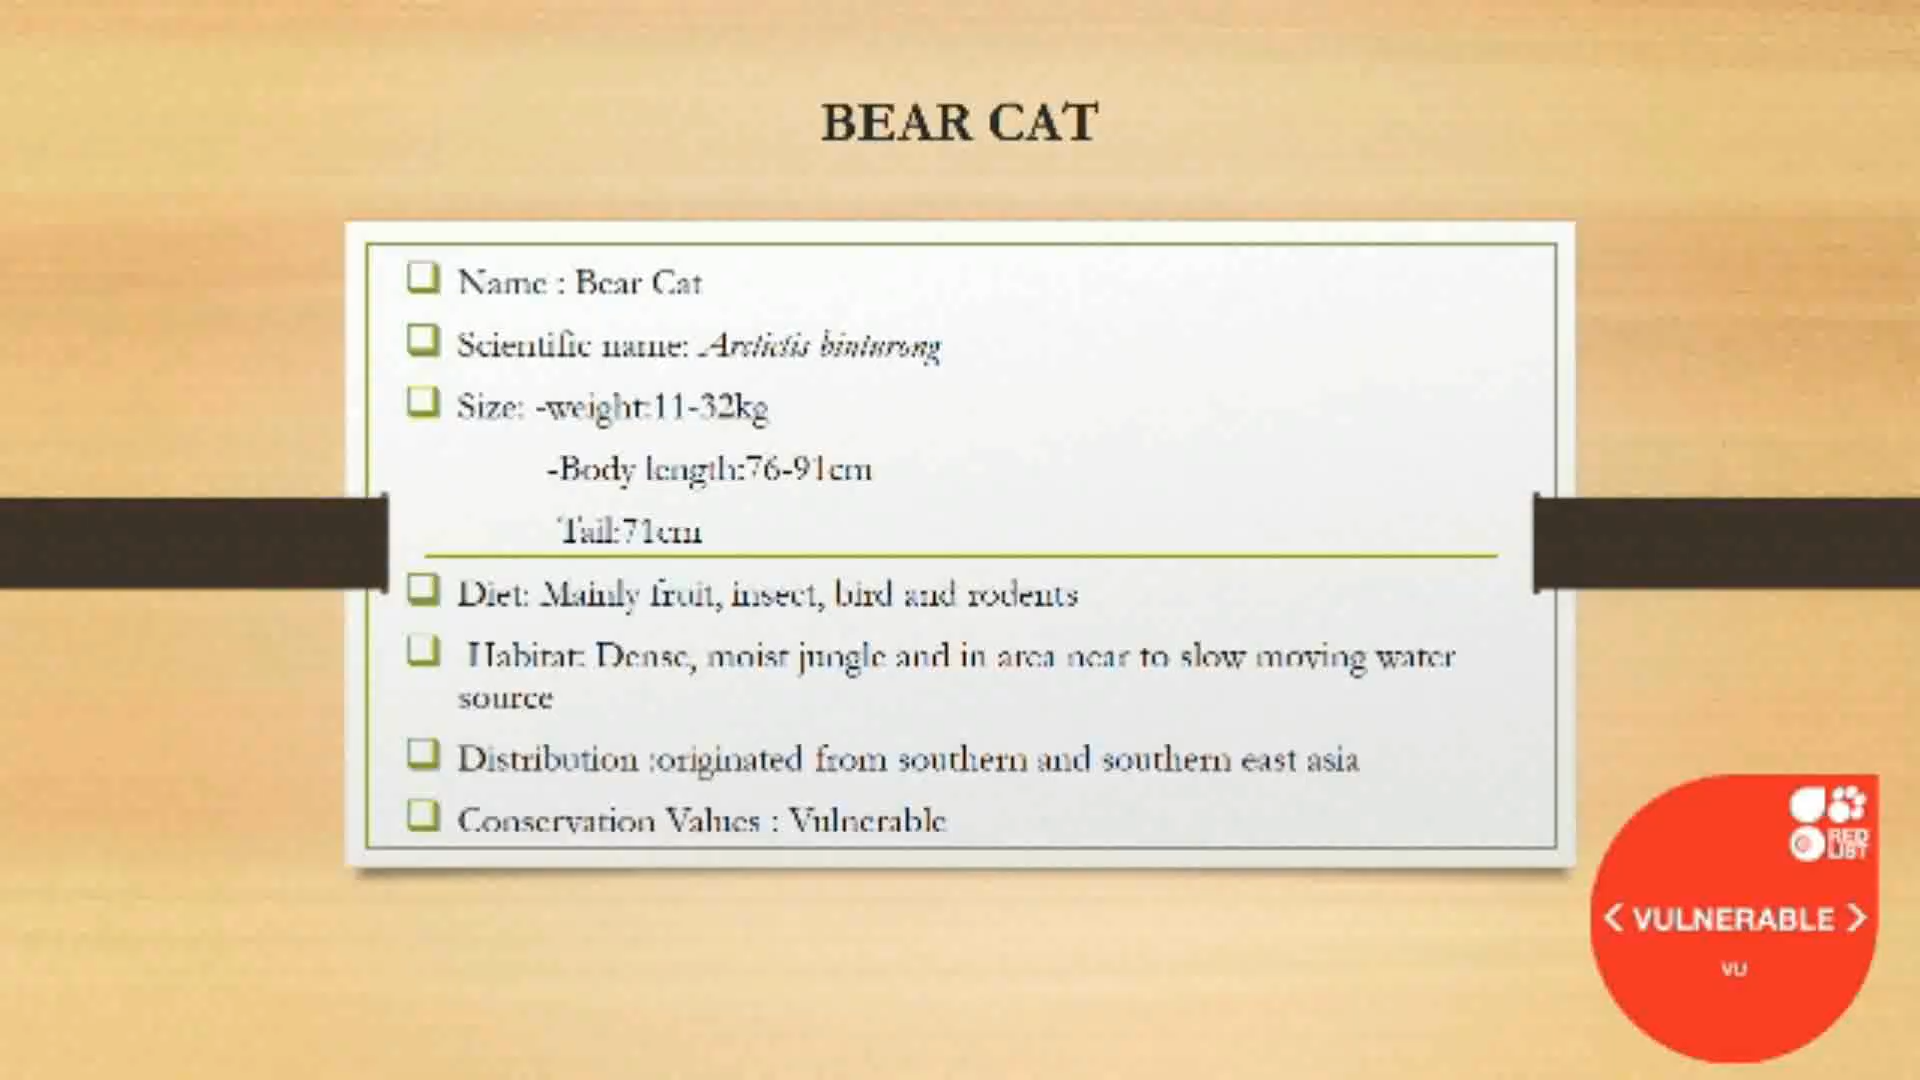 BEAR CAT
Name : Bear Cat
Scientific name: Arctictis binturong
Size: -weight:11-32kg
-Body length:76-91cm
Tail:71cm
Diet: Mainly fruit, insect, bird and rodents
Habitat: Dense, moist jungle and in area near to slow moving water
source
Distribution :originated from southern and southern east asia
Conservation Values : Vulnerable
RED
LIST
< VULNERABLE >
VU